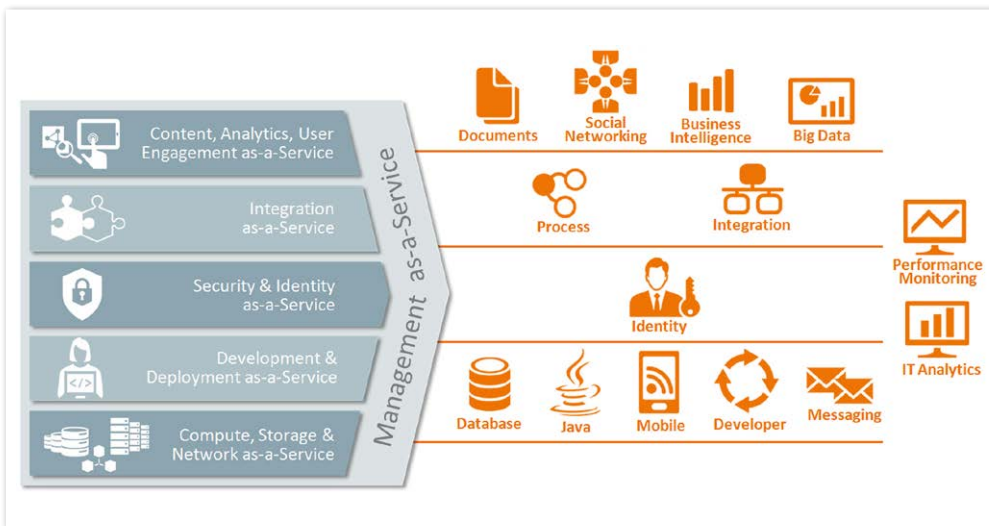 Content, Analytics, User
Engagement as-a-Service
Integration
as-a-Service
Security & Identity
as-a-Service
Development &
Deployment as-a-Service
</>
Compute, Storage &
Network as-a-Service
Management as-a-Service
Documents
Social
Networking
Business
Intelligence
Big Data
Process
Integration
Identity
Database
Java
Mobile
Developer
Messaging
Performance
Monitoring
IT Analytics